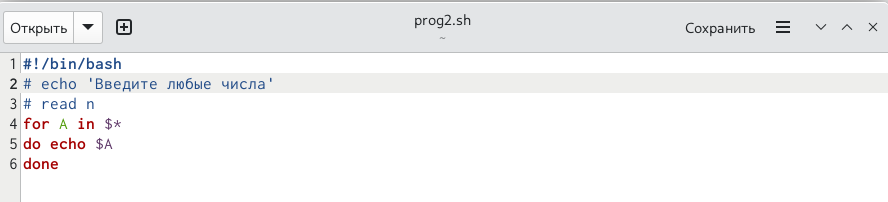 Открыть
prog2.sh
~
Сохранить
1 #!/bin/bash
2 # echo 'Введите любые числа'
3 # read n
4 for A in $*
5 do echo $A
6 done